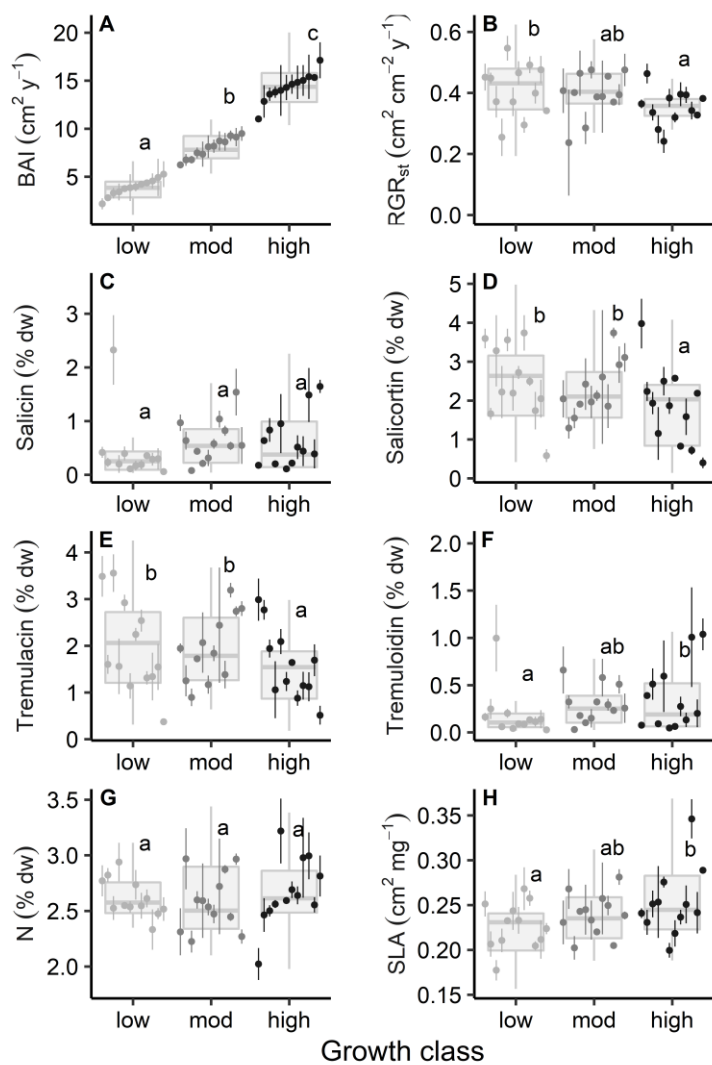 A
BAI (cm² y⁻¹)
20
15
10
5
a
b
c
low
mod
high
B
RGRst (cm² cm⁻² y⁻¹)
0.6
0.4
0.2
0.0
b
ab
a
low
mod
high
C
Salicin (% dw)
3
2
1
0
a
a
a
low
mod
high
D
Salicortin (% dw)
5
4
3
2
1
0
b
b
a
low
mod
high
E
Tremulacin (% dw)
4
3
2
1
0
b
b
a
low
mod
high
F
Tremuloidin (% dw)
2.0
1.5
1.0
0.5
0.0
a
ab
b
low
mod
high
G
N (% dw)
3.5
3.0
2.5
2.0
a
a
a
low
mod
high
H
SLA (cm² mg⁻¹)
0.35
0.30
0.25
0.20
0.15
a
ab
b
low
mod
high
Growth class